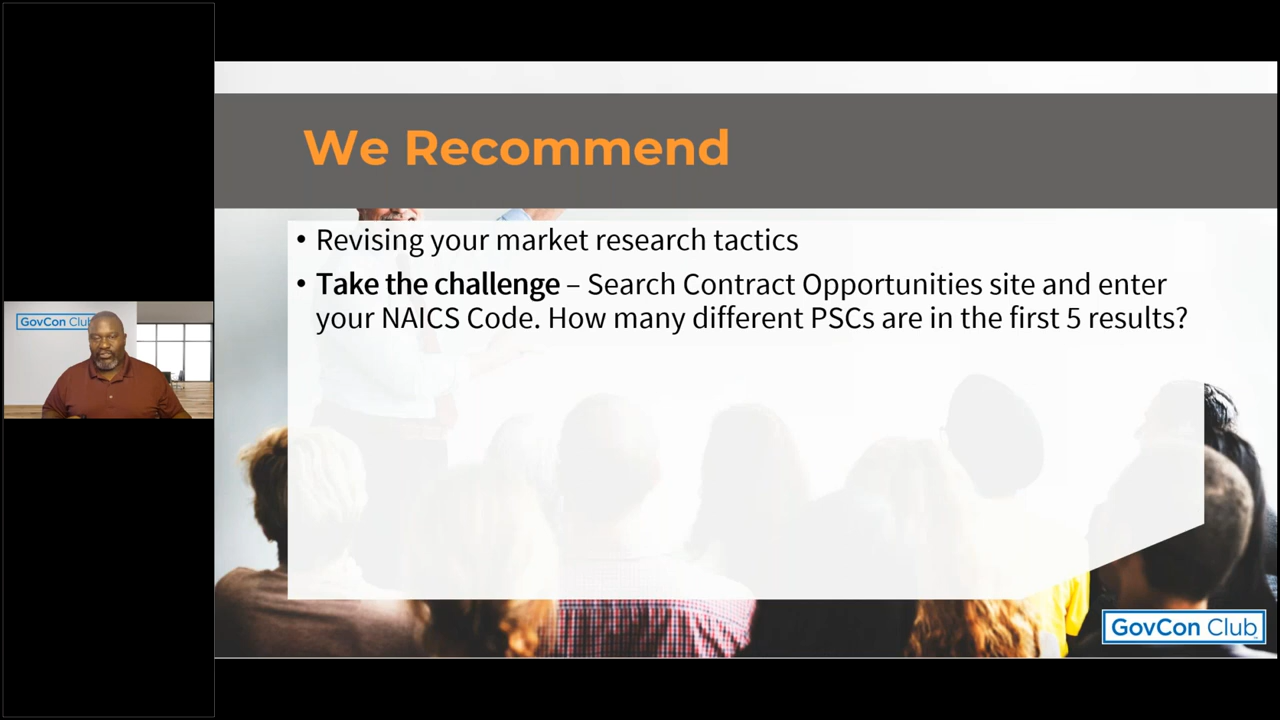 We Recommend
• Revising your market research tactics
• Take the challenge – Search Contract Opportunities site and enter
your NAICS Code. How many different PSCs are in the first 5 results?
GovCon Club
GovCon Club